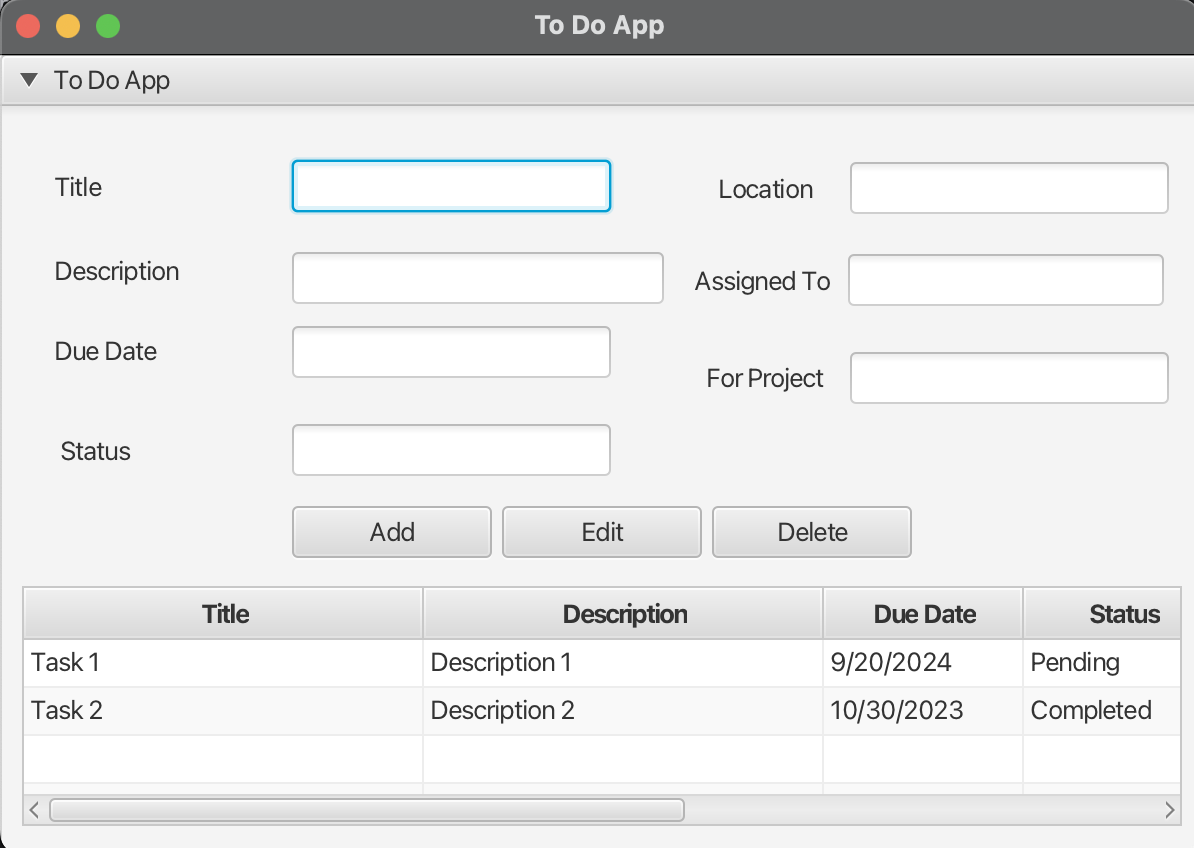 To Do App
To Do App
Title
Location
Description
Assigned To
Due Date
For Project
Status
Add Edit Delete
Title Description Due Date Status
Task 1 Description 1 9/20/2024 Pending
Task 2 Description 2 10/30/2023 Completed